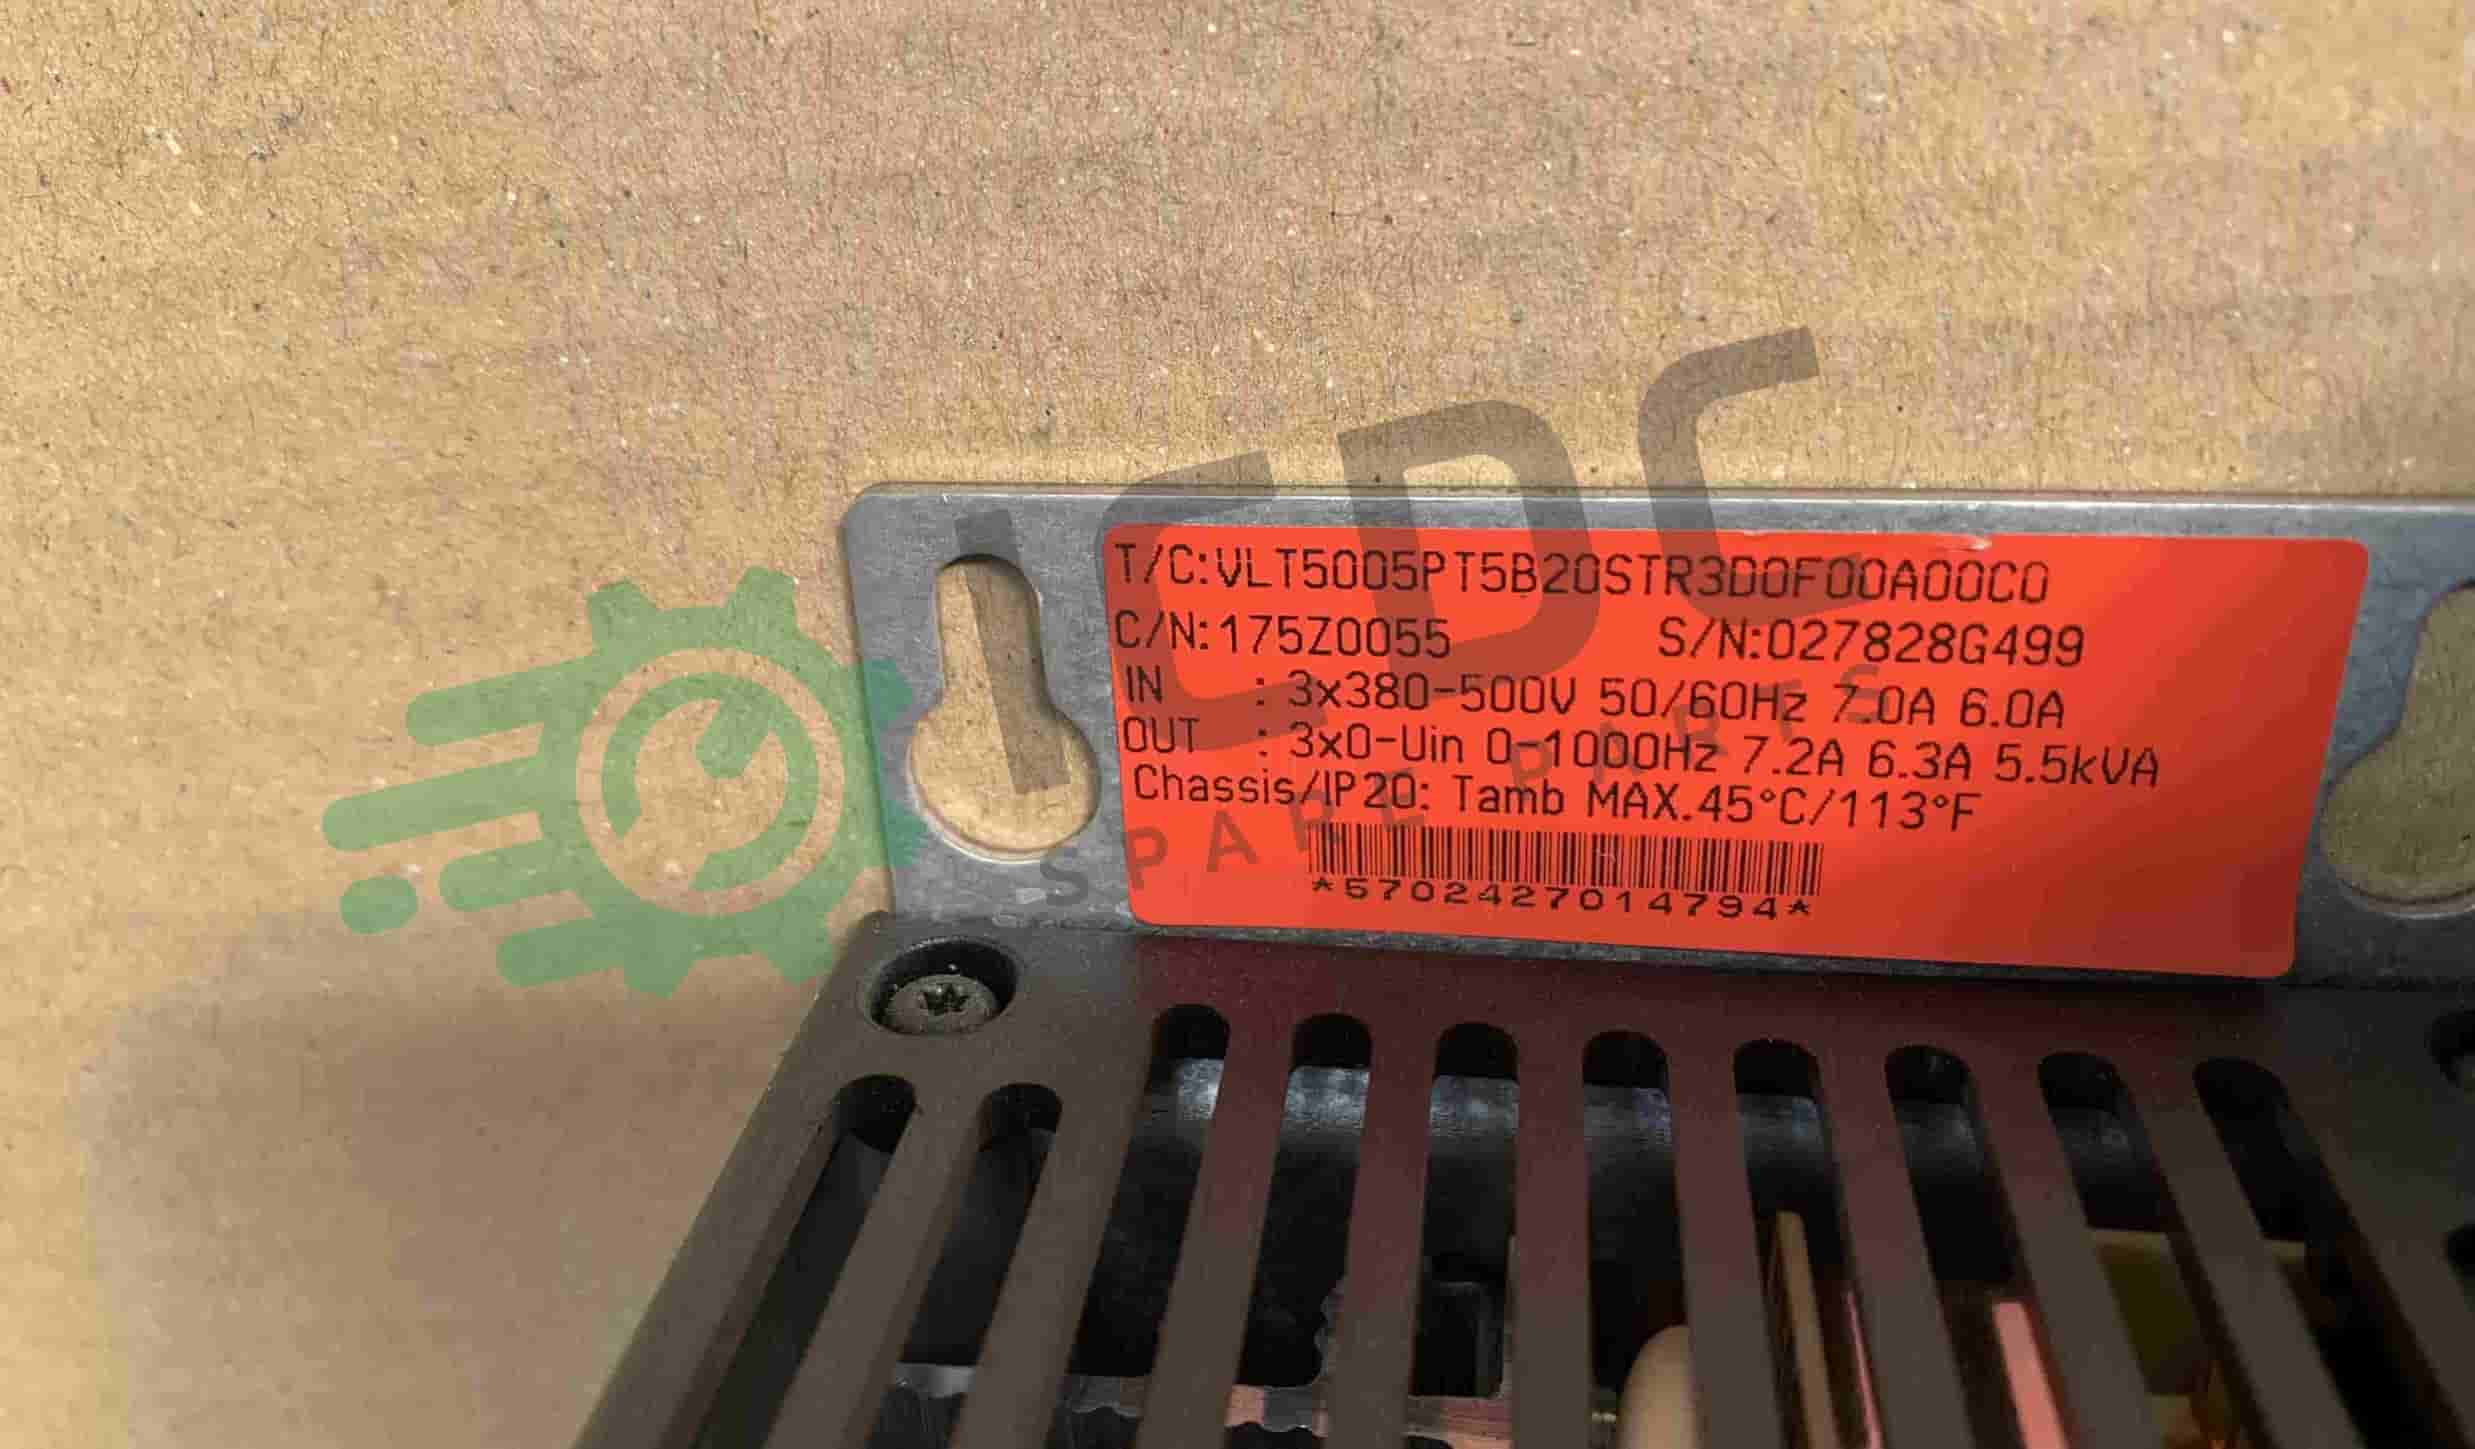 T/C:VLT5005PT5B20STR3D0F00A00C0
C/N:175Z0055 S/N:027828G499
IN : 3x380-500V 50/60Hz 7.0A 6.0A
OUT : 3x0-Uin 0-1000Hz 7.2A 6.3A 5.5kVA
Chassis/IP20: Tamb MAX.45°C/113°F
*5702427014794*
ICDC
SPARE PARTS